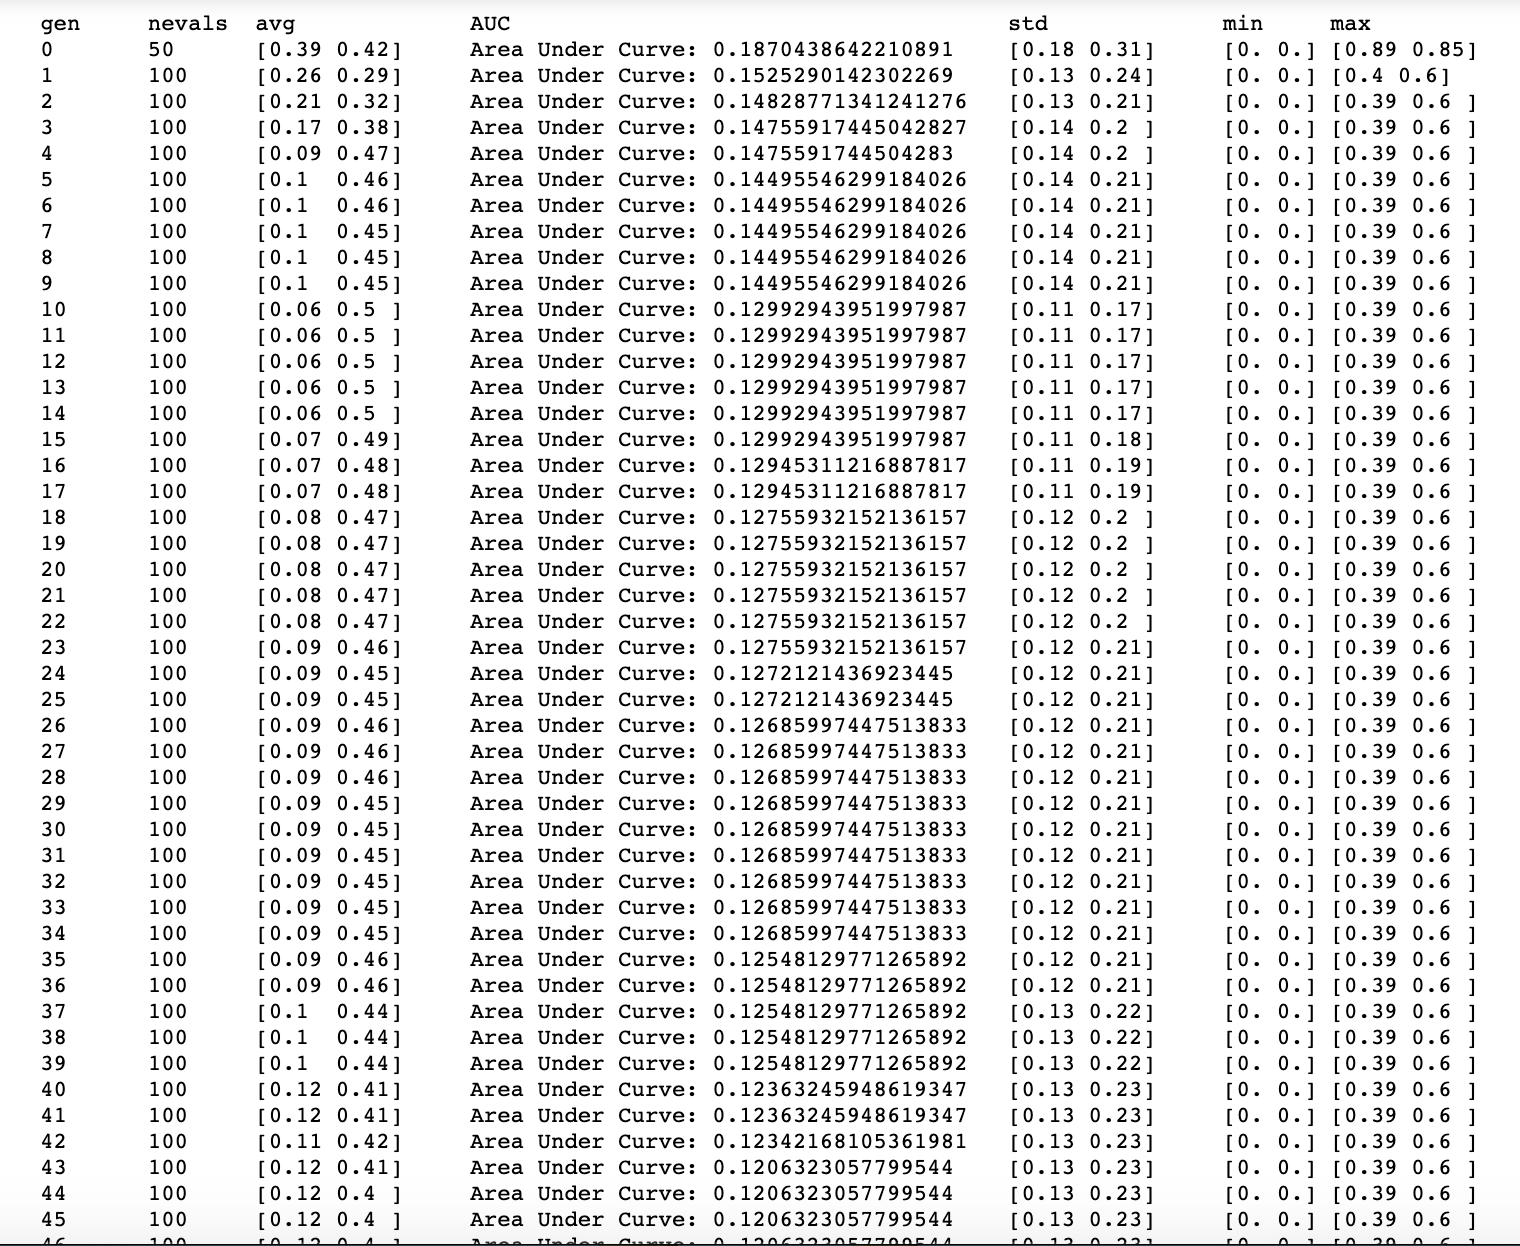 gen nevals avg AUC std min max
0 50 [0.39 0.42] Area Under Curve: 0.1870438642210891 [0.18 0.31] [0. 0.] [0.89 0.85]
1 100 [0.26 0.29] Area Under Curve: 0.1525290142302269 [0.13 0.24] [0. 0.] [0.4 0.6]
2 100 [0.21 0.32] Area Under Curve: 0.14828771341241276 [0.13 0.21] [0. 0.] [0.39 0.6 ]
3 100 [0.17 0.38] Area Under Curve: 0.14755917445042827 [0.14 0.2 ] [0. 0.] [0.39 0.6 ]
4 100 [0.09 0.47] Area Under Curve: 0.1475591744504283 [0.14 0.2 ] [0. 0.] [0.39 0.6 ]
5 100 [0.1  0.46] Area Under Curve: 0.14495546299184026 [0.14 0.21] [0. 0.] [0.39 0.6 ]
6 100 [0.1  0.46] Area Under Curve: 0.14495546299184026 [0.14 0.21] [0. 0.] [0.39 0.6 ]
7 100 [0.1  0.45] Area Under Curve: 0.14495546299184026 [0.14 0.21] [0. 0.] [0.39 0.6 ]
8 100 [0.1  0.45] Area Under Curve: 0.14495546299184026 [0.14 0.21] [0. 0.] [0.39 0.6 ]
9 100 [0.1  0.45] Area Under Curve: 0.14495546299184026 [0.14 0.21] [0. 0.] [0.39 0.6 ]
10 100 [0.06 0.5 ] Area Under Curve: 0.12992943951997987 [0.11 0.17] [0. 0.] [0.39 0.6 ]
11 100 [0.06 0.5 ] Area Under Curve: 0.12992943951997987 [0.11 0.17] [0. 0.] [0.39 0.6 ]
12 100 [0.06 0.5 ] Area Under Curve: 0.12992943951997987 [0.11 0.17] [0. 0.] [0.39 0.6 ]
13 100 [0.06 0.5 ] Area Under Curve: 0.12992943951997987 [0.11 0.17] [0. 0.] [0.39 0.6 ]
14 100 [0.06 0.5 ] Area Under Curve: 0.12992943951997987 [0.11 0.17] [0. 0.] [0.39 0.6 ]
15 100 [0.07 0.49] Area Under Curve: 0.12992943951997987 [0.11 0.18] [0. 0.] [0.39 0.6 ]
16 100 [0.07 0.48] Area Under Curve: 0.12945311216887817 [0.11 0.19] [0. 0.] [0.39 0.6 ]
17 100 [0.07 0.48] Area Under Curve: 0.12945311216887817 [0.11 0.19] [0. 0.] [0.39 0.6 ]
18 100 [0.08 0.47] Area Under Curve: 0.12755932152136157 [0.12 0.2 ] [0. 0.] [0.39 0.6 ]
19 100 [0.08 0.47] Area Under Curve: 0.12755932152136157 [0.12 0.2 ] [0. 0.] [0.39 0.6 ]
20 100 [0.08 0.47] Area Under Curve: 0.12755932152136157 [0.12 0.2 ] [0. 0.] [0.39 0.6 ]
21 100 [0.08 0.47] Area Under Curve: 0.12755932152136157 [0.12 0.2 ] [0. 0.] [0.39 0.6 ]
22 100 [0.08 0.47] Area Under Curve: 0.12755932152136157 [0.12 0.2 ] [0. 0.] [0.39 0.6 ]
23 100 [0.09 0.46] Area Under Curve: 0.12755932152136157 [0.12 0.21] [0. 0.] [0.39 0.6 ]
24 100 [0.09 0.45] Area Under Curve: 0.1272121436923445 [0.12 0.21] [0. 0.] [0.39 0.6 ]
25 100 [0.09 0.45] Area Under Curve: 0.1272121436923445 [0.12 0.21] [0. 0.] [0.39 0.6 ]
26 100 [0.09 0.46] Area Under Curve: 0.12685997447513833 [0.12 0.21] [0. 0.] [0.39 0.6 ]
27 100 [0.09 0.46] Area Under Curve: 0.12685997447513833 [0.12 0.21] [0. 0.] [0.39 0.6 ]
28 100 [0.09 0.46] Area Under Curve: 0.12685997447513833 [0.12 0.21] [0. 0.] [0.39 0.6 ]
29 100 [0.09 0.45] Area Under Curve: 0.12685997447513833 [0.12 0.21] [0. 0.] [0.39 0.6 ]
30 100 [0.09 0.45] Area Under Curve: 0.12685997447513833 [0.12 0.21] [0. 0.] [0.39 0.6 ]
31 100 [0.09 0.45] Area Under Curve: 0.12685997447513833 [0.12 0.21] [0. 0.] [0.39 0.6 ]
32 100 [0.09 0.45] Area Under Curve: 0.12685997447513833 [0.12 0.21] [0. 0.] [0.39 0.6 ]
33 100 [0.09 0.45] Area Under Curve: 0.12685997447513833 [0.12 0.21] [0. 0.] [0.39 0.6 ]
34 100 [0.09 0.45] Area Under Curve: 0.12685997447513833 [0.12 0.21] [0. 0.] [0.39 0.6 ]
35 100 [0.09 0.46] Area Under Curve: 0.12548129771265892 [0.12 0.21] [0. 0.] [0.39 0.6 ]
36 100 [0.09 0.46] Area Under Curve: 0.12548129771265892 [0.12 0.21] [0. 0.] [0.39 0.6 ]
37 100 [0.1  0.44] Area Under Curve: 0.12548129771265892 [0.13 0.22] [0. 0.] [0.39 0.6 ]
38 100 [0.1  0.44] Area Under Curve: 0.12548129771265892 [0.13 0.22] [0. 0.] [0.39 0.6 ]
39 100 [0.1  0.44] Area Under Curve: 0.12548129771265892 [0.13 0.22] [0. 0.] [0.39 0.6 ]
40 100 [0.12 0.41] Area Under Curve: 0.12363245948619347 [0.13 0.23] [0. 0.] [0.39 0.6 ]
41 100 [0.12 0.41] Area Under Curve: 0.12363245948619347 [0.13 0.23] [0. 0.] [0.39 0.6 ]
42 100 [0.11 0.42] Area Under Curve: 0.12342168105361981 [0.13 0.23] [0. 0.] [0.39 0.6 ]
43 100 [0.12 0.41] Area Under Curve: 0.1206323057799544 [0.13 0.23] [0. 0.] [0.39 0.6 ]
44 100 [0.12 0.4 ] Area Under Curve: 0.1206323057799544 [0.13 0.23] [0. 0.] [0.39 0.6 ]
45 100 [0.12 0.4 ] Area Under Curve: 0.1206323057799544 [0.13 0.23] [0. 0.] [0.39 0.6 ]